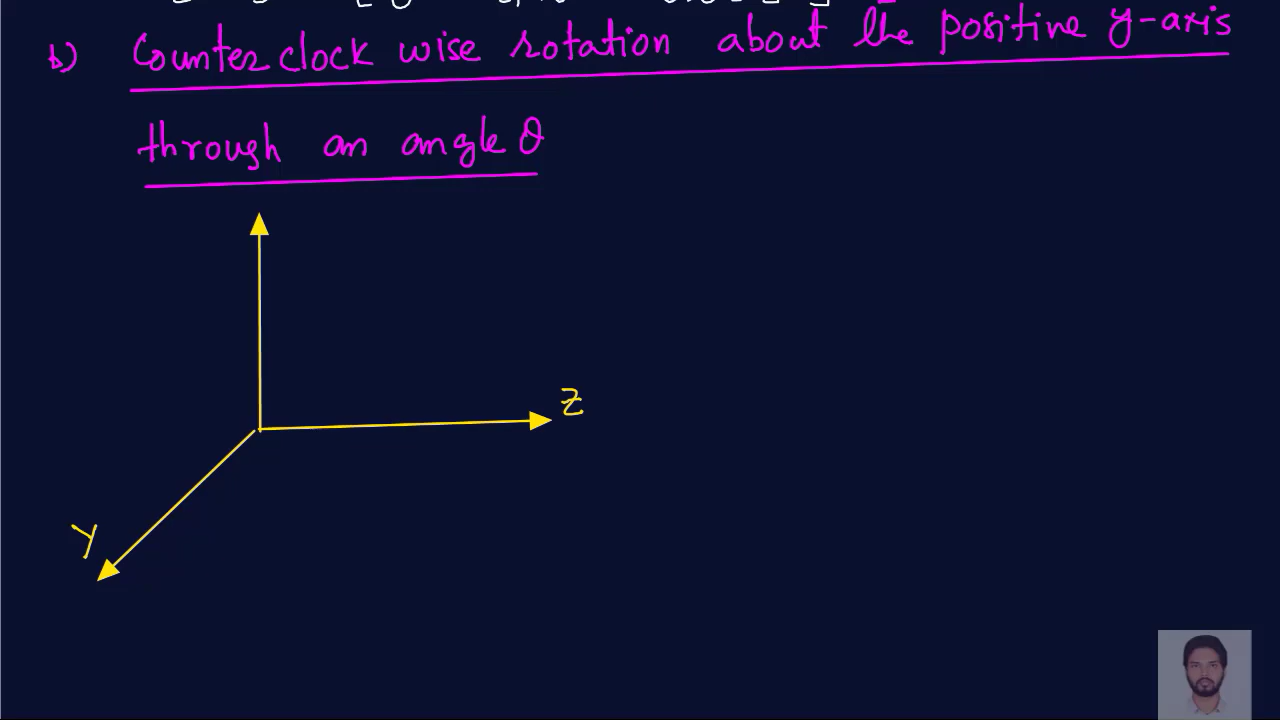 b) Counter clock wise rotation about the positive y-axis
through an angle θ
Z
Y